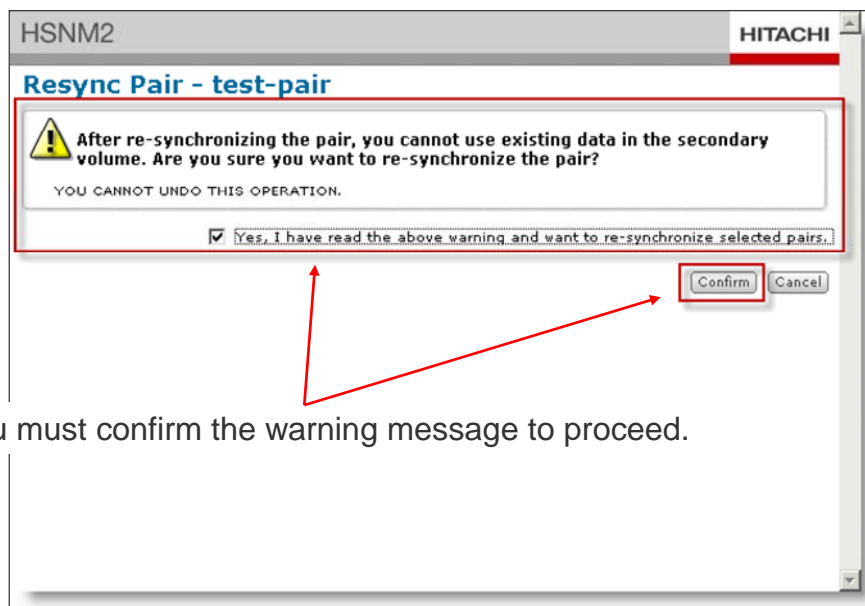 HSNM2
HITACHI
Resync Pair - test-pair
After re-synchronizing the pair, you cannot use existing data in the secondary
volume. Are you sure you want to re-synchronize the pair?
YOU CANNOT UNDO THIS OPERATION.
Yes, I have read the above warning and want to re-synchronize selected pairs.
Confirm Cancel
u must confirm the warning message to proceed.